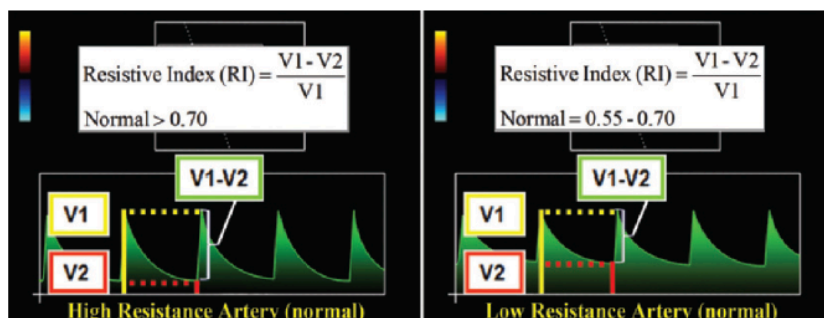 Resistive Index (RI) = V1 - V2 / V1
Normal > 0.70
V1-V2
V1
V2
High Resistance Artery (normal)
Resistive Index (RI) = V1 - V2 / V1
Normal = 0.55 - 0.70
V1-V2
V1
V2
Low Resistance Artery (normal)